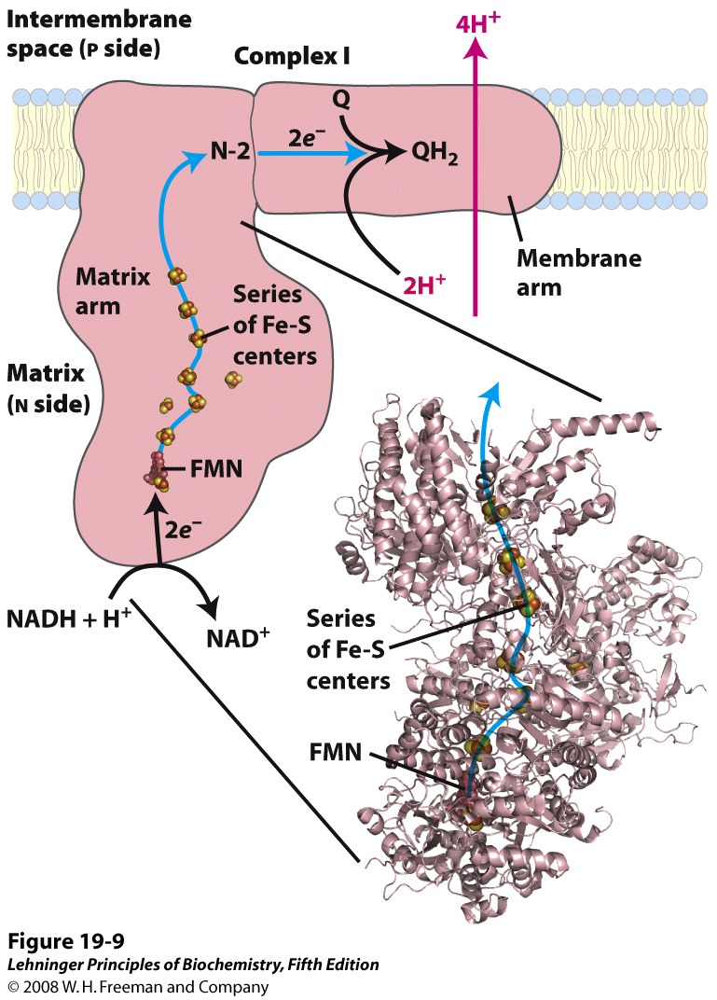 Intermembrane
space (P side)
Complex I
4H⁺
Q
N-2
2e⁻
QH₂
Membrane
arm
2H⁺
Matrix
arm
Series
of Fe-S
centers
Matrix
(N side)
FMN
2e⁻
NADH + H⁺
NAD⁺
Series
of Fe-S
centers
FMN
Figure 19-9
Lehninger Principles of Biochemistry, Fifth Edition
© 2008 W. H. Freeman and Company